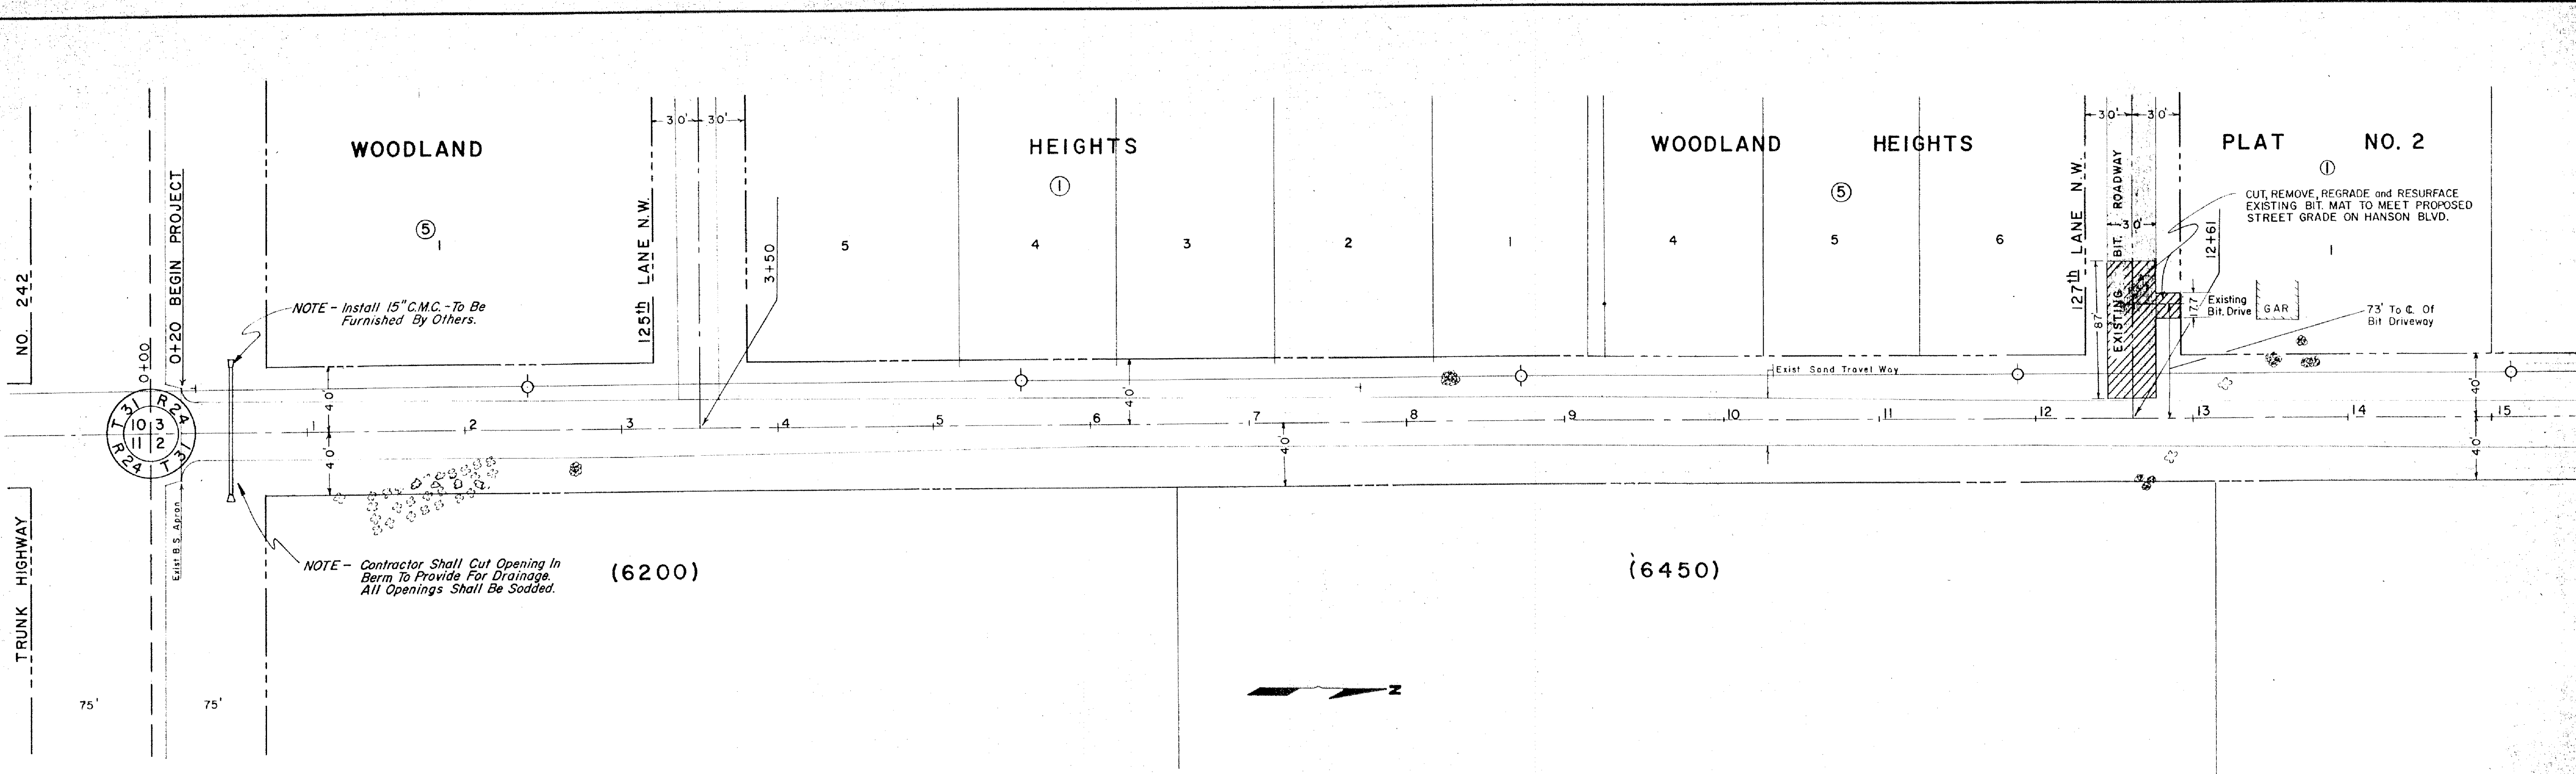 WOODLAND
HEIGHTS
WOODLAND HEIGHTS
PLAT NO. 2
5
1
1
5
1
1
5
4
3
2
1
4
5
6
NO. 242
TRUNK HIGHWAY
0+00
0+20 BEGIN PROJECT
NOTE - Install 15" C.M.C. - To Be
Furnished By Others.
125th LANE N.W.
30'
30'
3+50
127th LANE N.W.
30'
30'
EXISTING BIT. ROADWAY
30'
87'
CUT, REMOVE, REGRADE and RESURFACE
EXISTING BIT. MAT TO MEET PROPOSED
STREET GRADE ON HANSON BLVD.
12+61
17.7
Existing
Bit. Drive
GAR
73' To ℄ Of
Bit Driveway
Exist Sand Travel Way
T 31 R 24
10 3
11 2
R 24 T 31
40'
40'
40'
40'
40'
40'
1 2 3 4 5 6 7 8 9 10 11 12 13 14 15
Exist B.S. Apron
NOTE - Contractor Shall Cut Opening In
Berm To Provide For Drainage.
All Openings Shall Be Sodded.
(6200)
(6450)
75'
75'
N